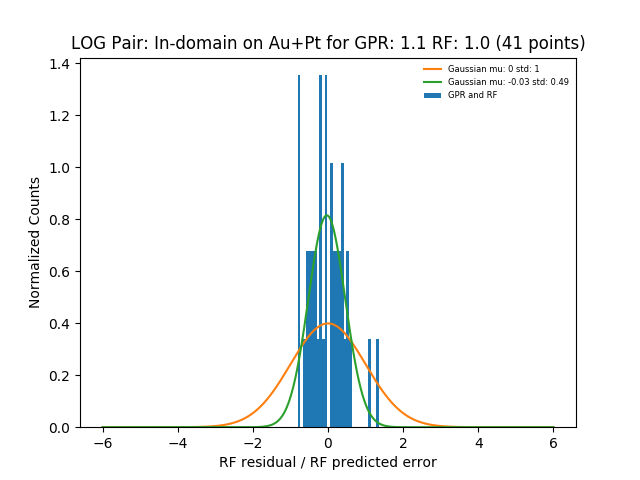 LOG Pair: In-domain on Au+Pt for GPR: 1.1 RF: 1.0 (41 points)
Gaussian mu: 0 std: 1
Gaussian mu: -0.03 std: 0.49
GPR and RF
Normalized Counts
1.4
1.2
1.0
0.8
0.6
0.4
0.2
0.0
−6 −4 −2 0 2 4 6
RF residual / RF predicted error